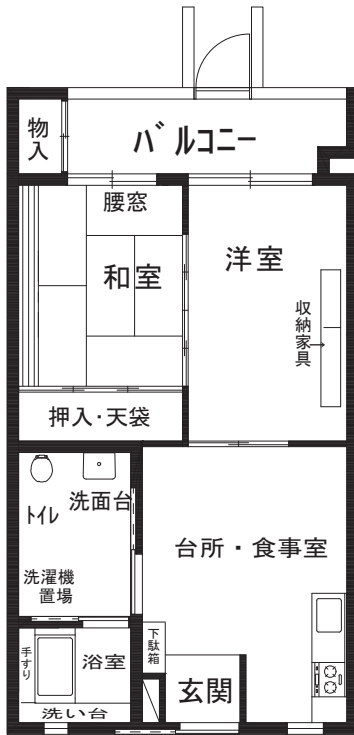 物入
バルコニー
腰窓
和室
洋室
収納家具→
押入・天袋
トイレ
洗面台
台所・食事室
洗濯機
置場
下駄箱
手すり
浴室
玄関
洗い台